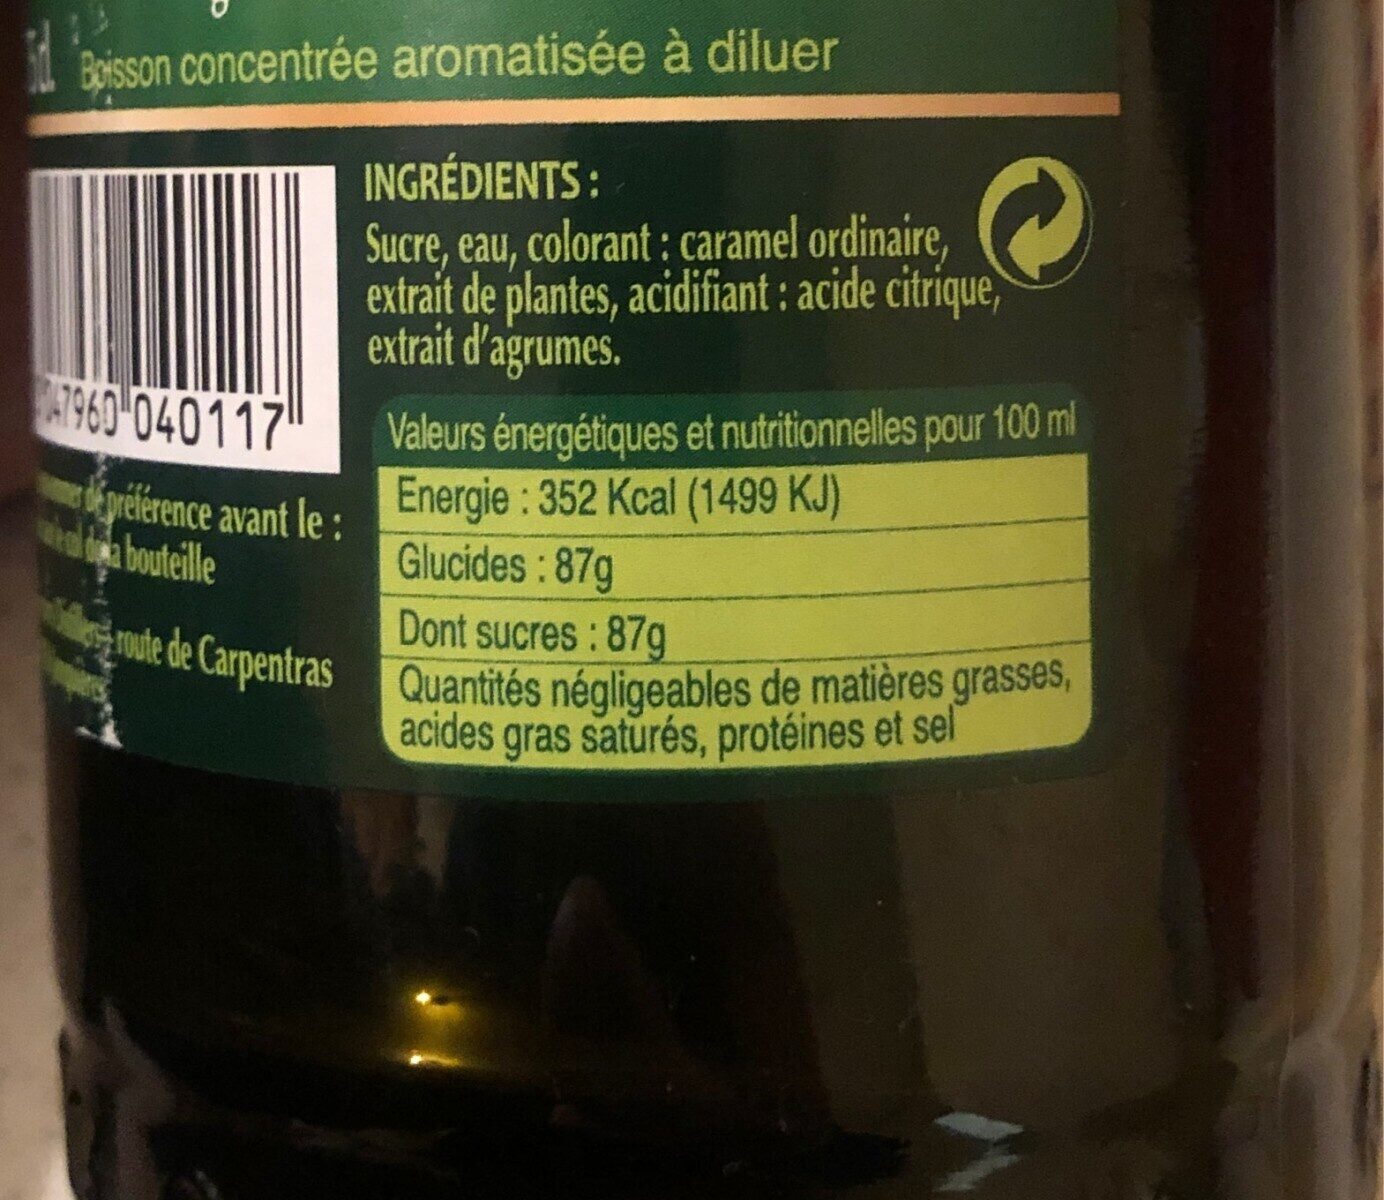 Boisson concentrée aromatisée à diluer
INGRÉDIENTS :
Sucre, eau, colorant : caramel ordinaire,
extrait de plantes, acidifiant : acide citrique,
extrait d'agrumes.
47960 040117
de préférence avant le :
bouteille
route de Carpentras
Valeurs énergétiques et nutritionnelles pour 100 ml
Energie : 352 Kcal (1499 KJ)
Glucides : 87g
Dont sucres : 87g
Quantités négligeables de matières grasses,
acides gras saturés, protéines et sel